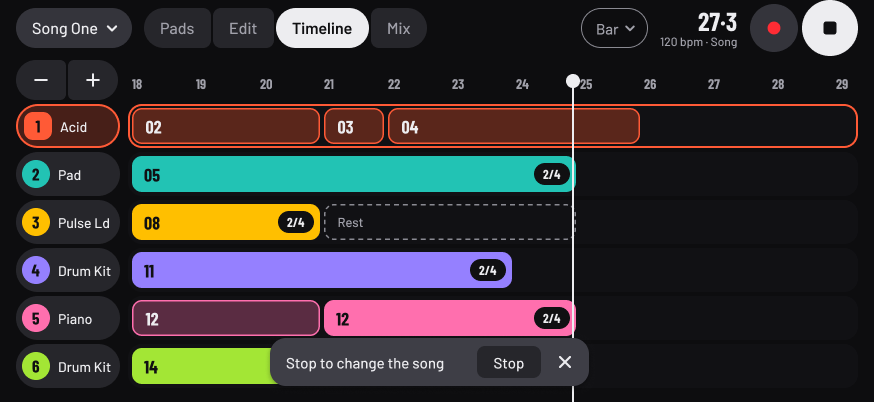 Song One
Pads
Edit
Timeline
Mix
Bar
27·3
120 bpm · Song
18 19 20 21 22 23 24 25 26 27 28 29
1 Acid 02 03 04
2 Pad 05 2/4
3 Pulse Ld 08 2/4 Rest
4 Drum Kit 11 2/4
5 Piano 12 12 2/4
6 Drum Kit 14
Stop to change the song Stop